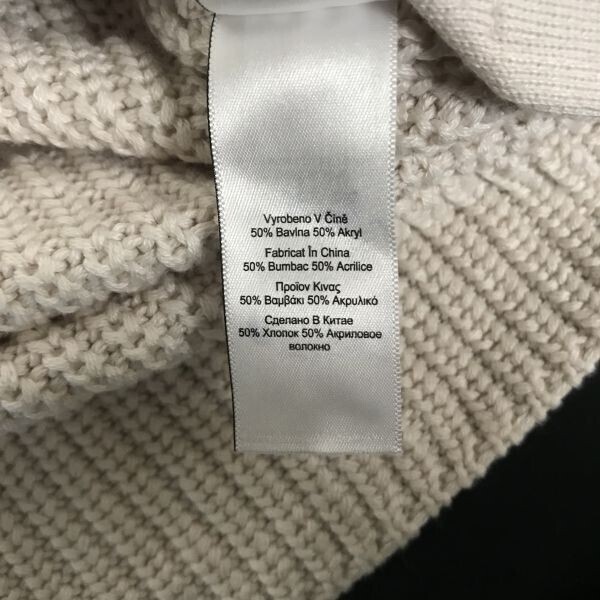 Vyrobeno V Číně
50% Bavlna 50% Akryl
Fabricat În China
50% Bumbac 50% Acrilice
Προϊον Κινας
50% Βαμβάκι 50% Ακρυλικό
Сделано В Китае
50% Хлопок 50% Акриловое
волокно